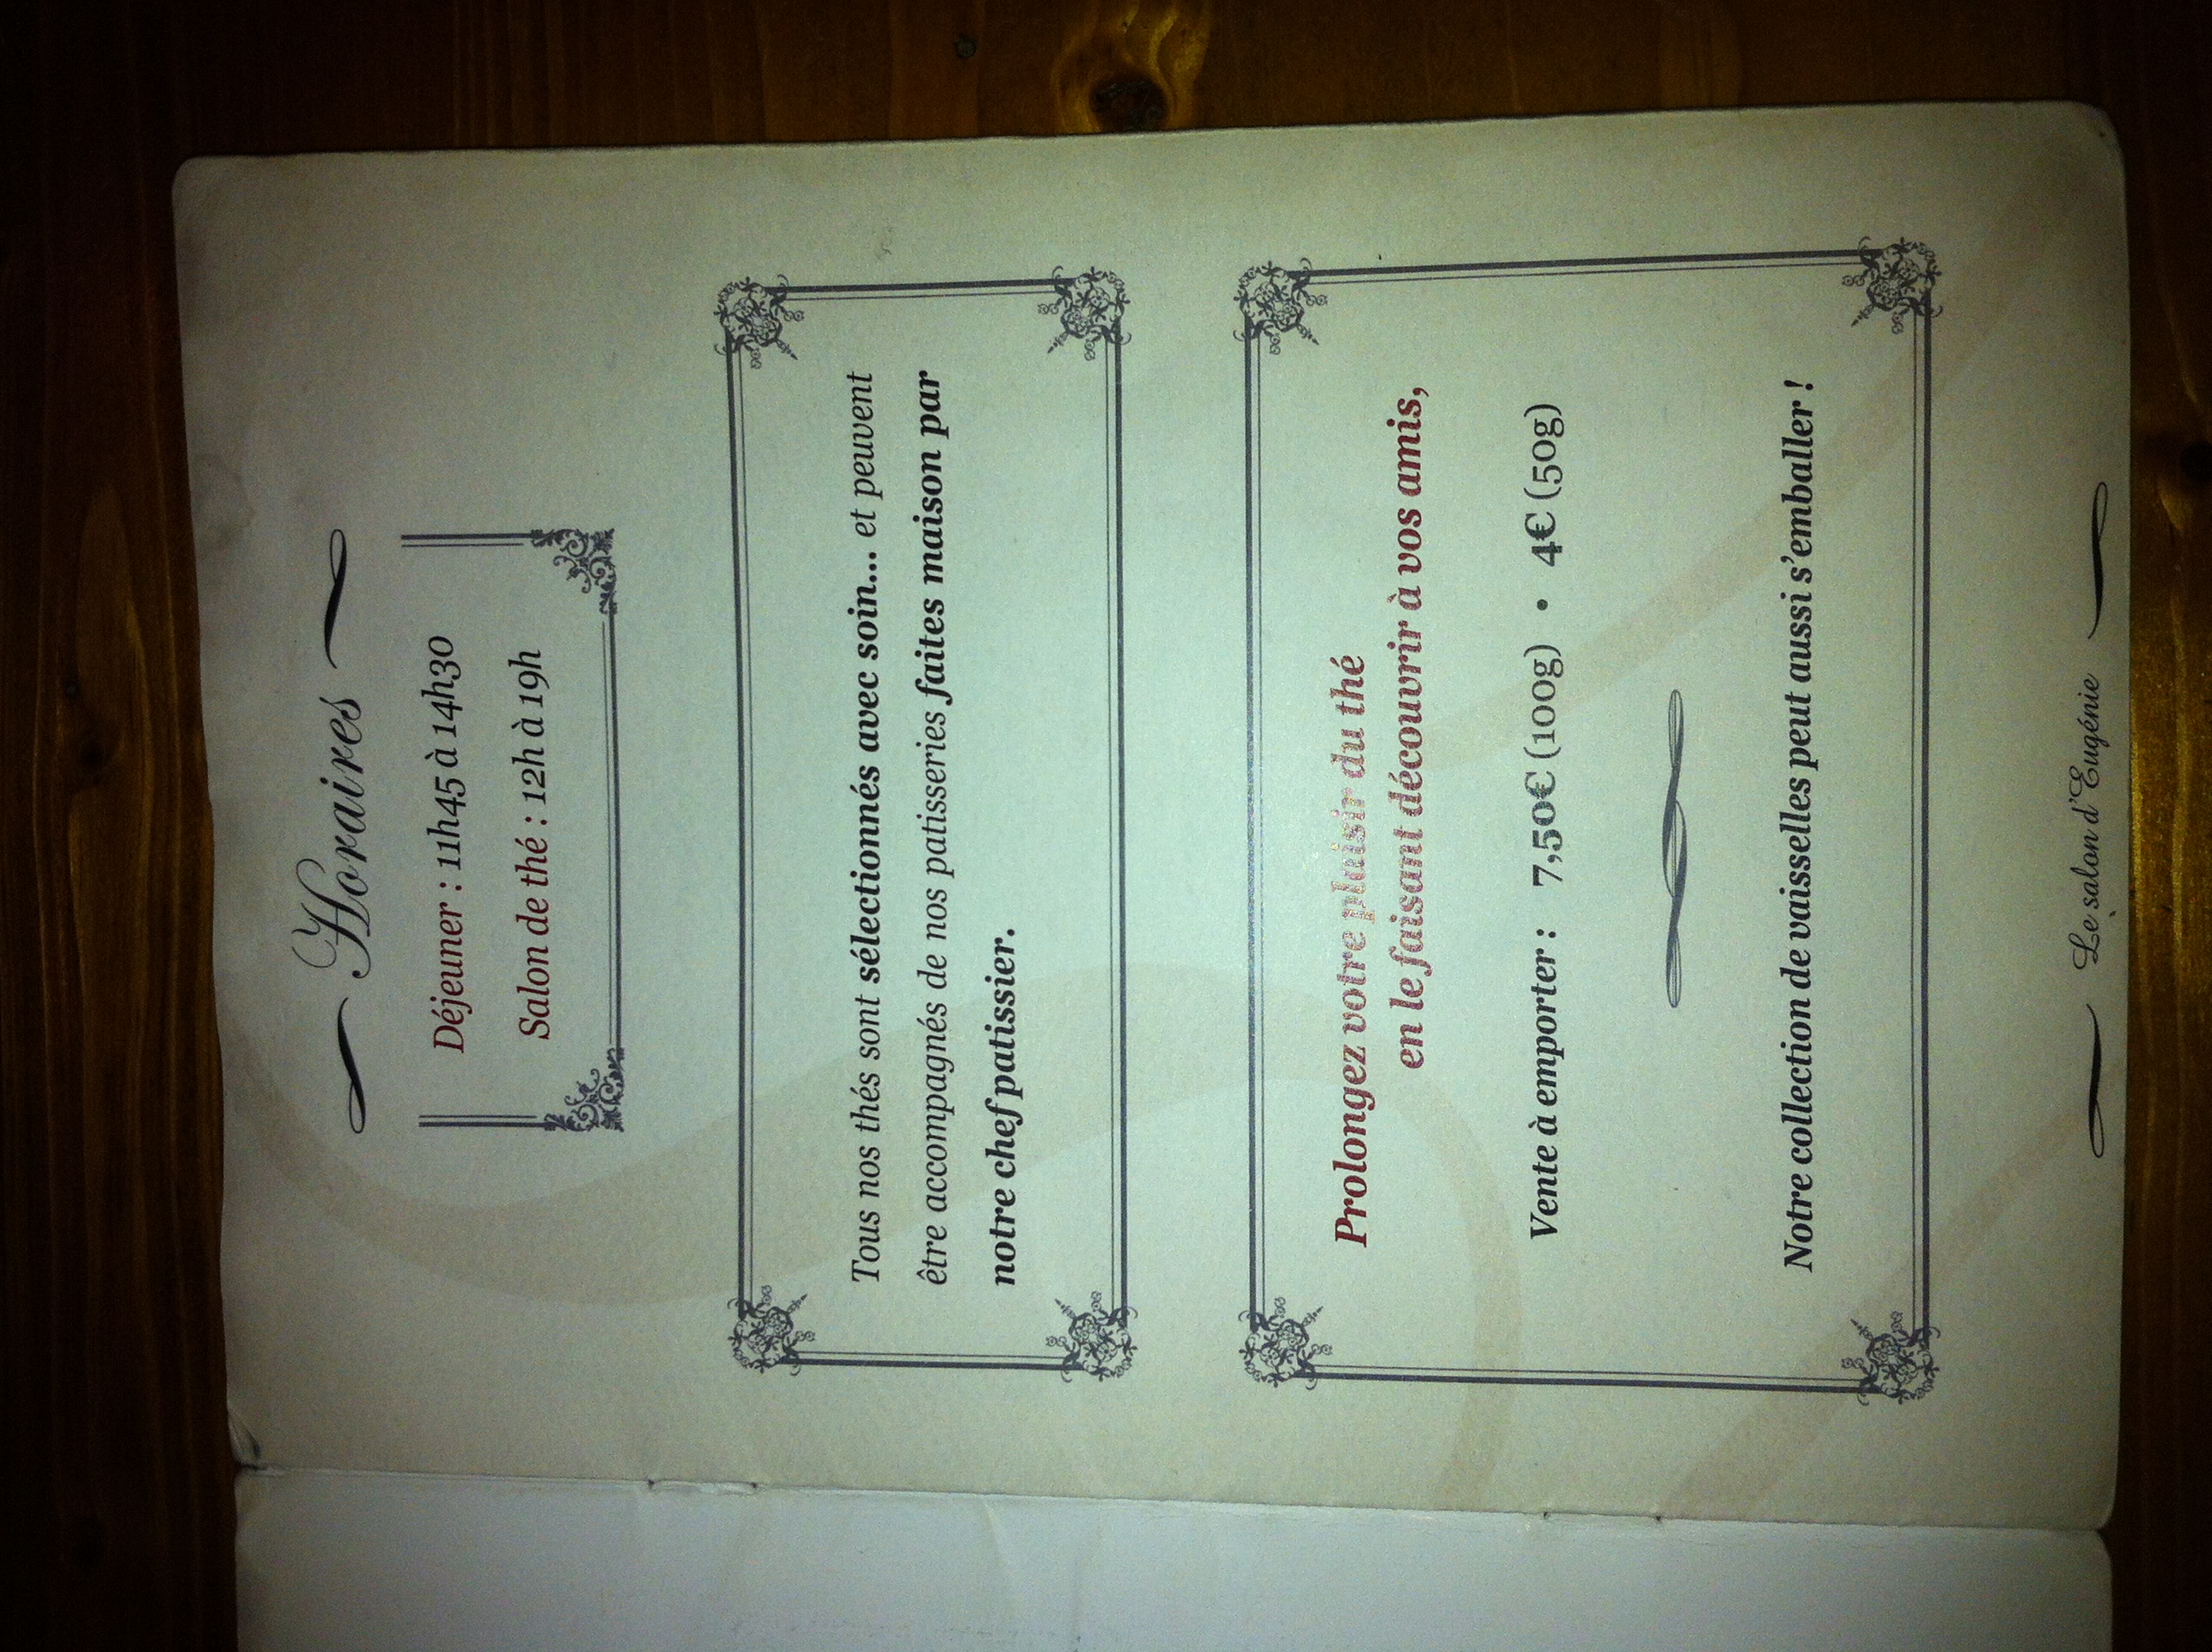 Horaires
Déjeuner : 11h45 à 14h30
Salon de thé : 12h à 19h
Tous nos thés sont sélectionnés avec soin... et peuvent
être accompagnés de nos patisseries faites maison par
notre chef patissier.
Prolongez votre plaisir du thé
en le faisant découvrir à vos amis,
Vente à emporter : 7,50€ (100g) • 4€ (50g)
Notre collection de vaisselles peut aussi s'emballer !
Le salon d'Eugénie